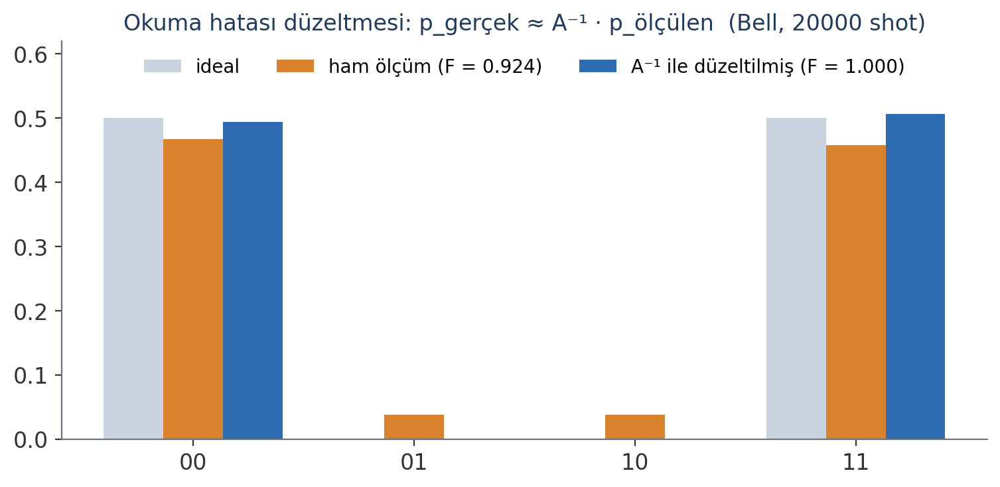 Okuma hatası düzeltmesi: p_gerçek ≈ A⁻¹ · p_ölçülen (Bell, 20000 shot)
ideal
ham ölçüm (F = 0.924)
A⁻¹ ile düzeltilmiş (F = 1.000)
0.6
0.5
0.4
0.3
0.2
0.1
0.0
00
01
10
11